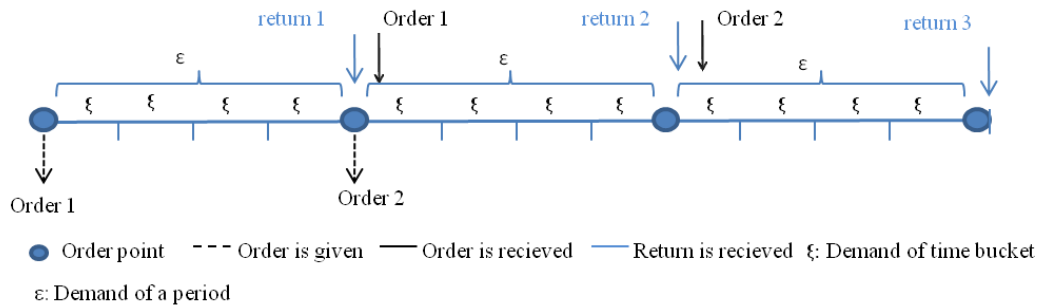 return 1 Order 1 return 2 Order 2 return 3
ε ε ε
ξ ξ ξ ξ ξ ξ ξ ξ ξ ξ ξ ξ
Order 1 Order 2
Order point Order is given Order is recieved Return is recieved ξ: Demand of time bucket
ε: Demand of a period